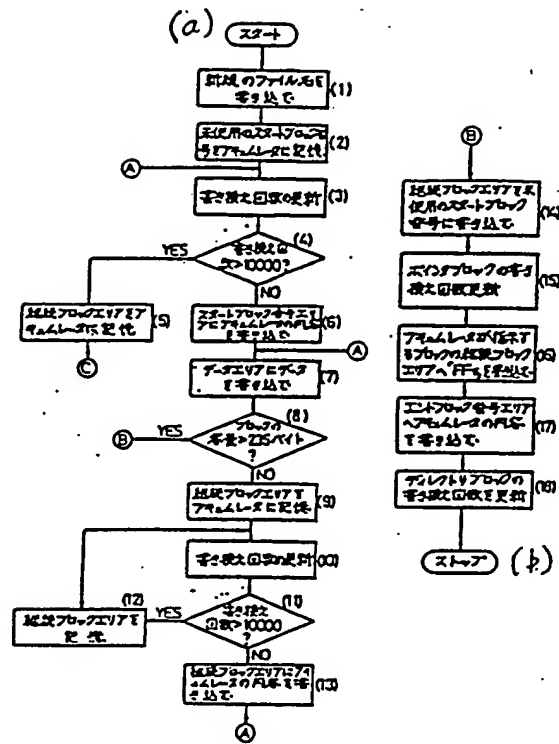 (a)
スタート
新規のファイル名を
書き込む
(1)
未使用のスタートブロック番
号をアキュムレータに記憶
(2)
A
書き換え回数の更新
(3)
書き換え回
数>10000?
(4)
YES
NO
継続ブロックエリアをア
キュムレータに記憶
(5)
C
スタートブロック番号エリ
アにアキュムレータの内容を
書き込む
(6)
A
データエリアにデータ
を書き込む
(7)
ブロックの
容量>235バイト
?
(8)
YES
B
NO
継続ブロックエリアを
アキュムレータに記憶
(9)
書き換え回数の更新
(10)
書き換え
回数>10000
?
(11)
YES
(12)
継続ブロックエリアを
記憶
NO
継続ブロックエリアにアキ
ュムレータの内容を書
き込む
(13)
A
B
継続ブロックエリアを未
使用のスタートブロック
番号に書き込む
(14)
ポインタブロックの書き
換え回数更新
(15)
アキュムレータが指示す
るブロックの継続ブロック
エリアへ"FF"を書き込む
(16)
エンドブロック番号エリア
へアキュムレータの内容
を書き込む
(17)
ディレクトリブロックの
書き換え回数を更新
(18)
ストップ
(b)